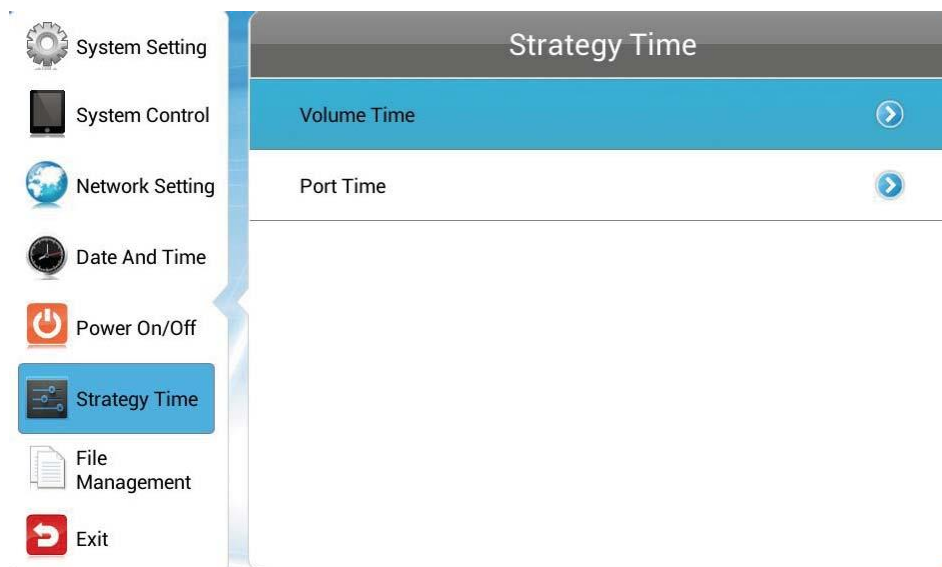 System Setting
System Control
Network Setting
Date And Time
Power On/Off
Strategy Time
File
Management
Exit
Strategy Time
Volume Time
Port Time